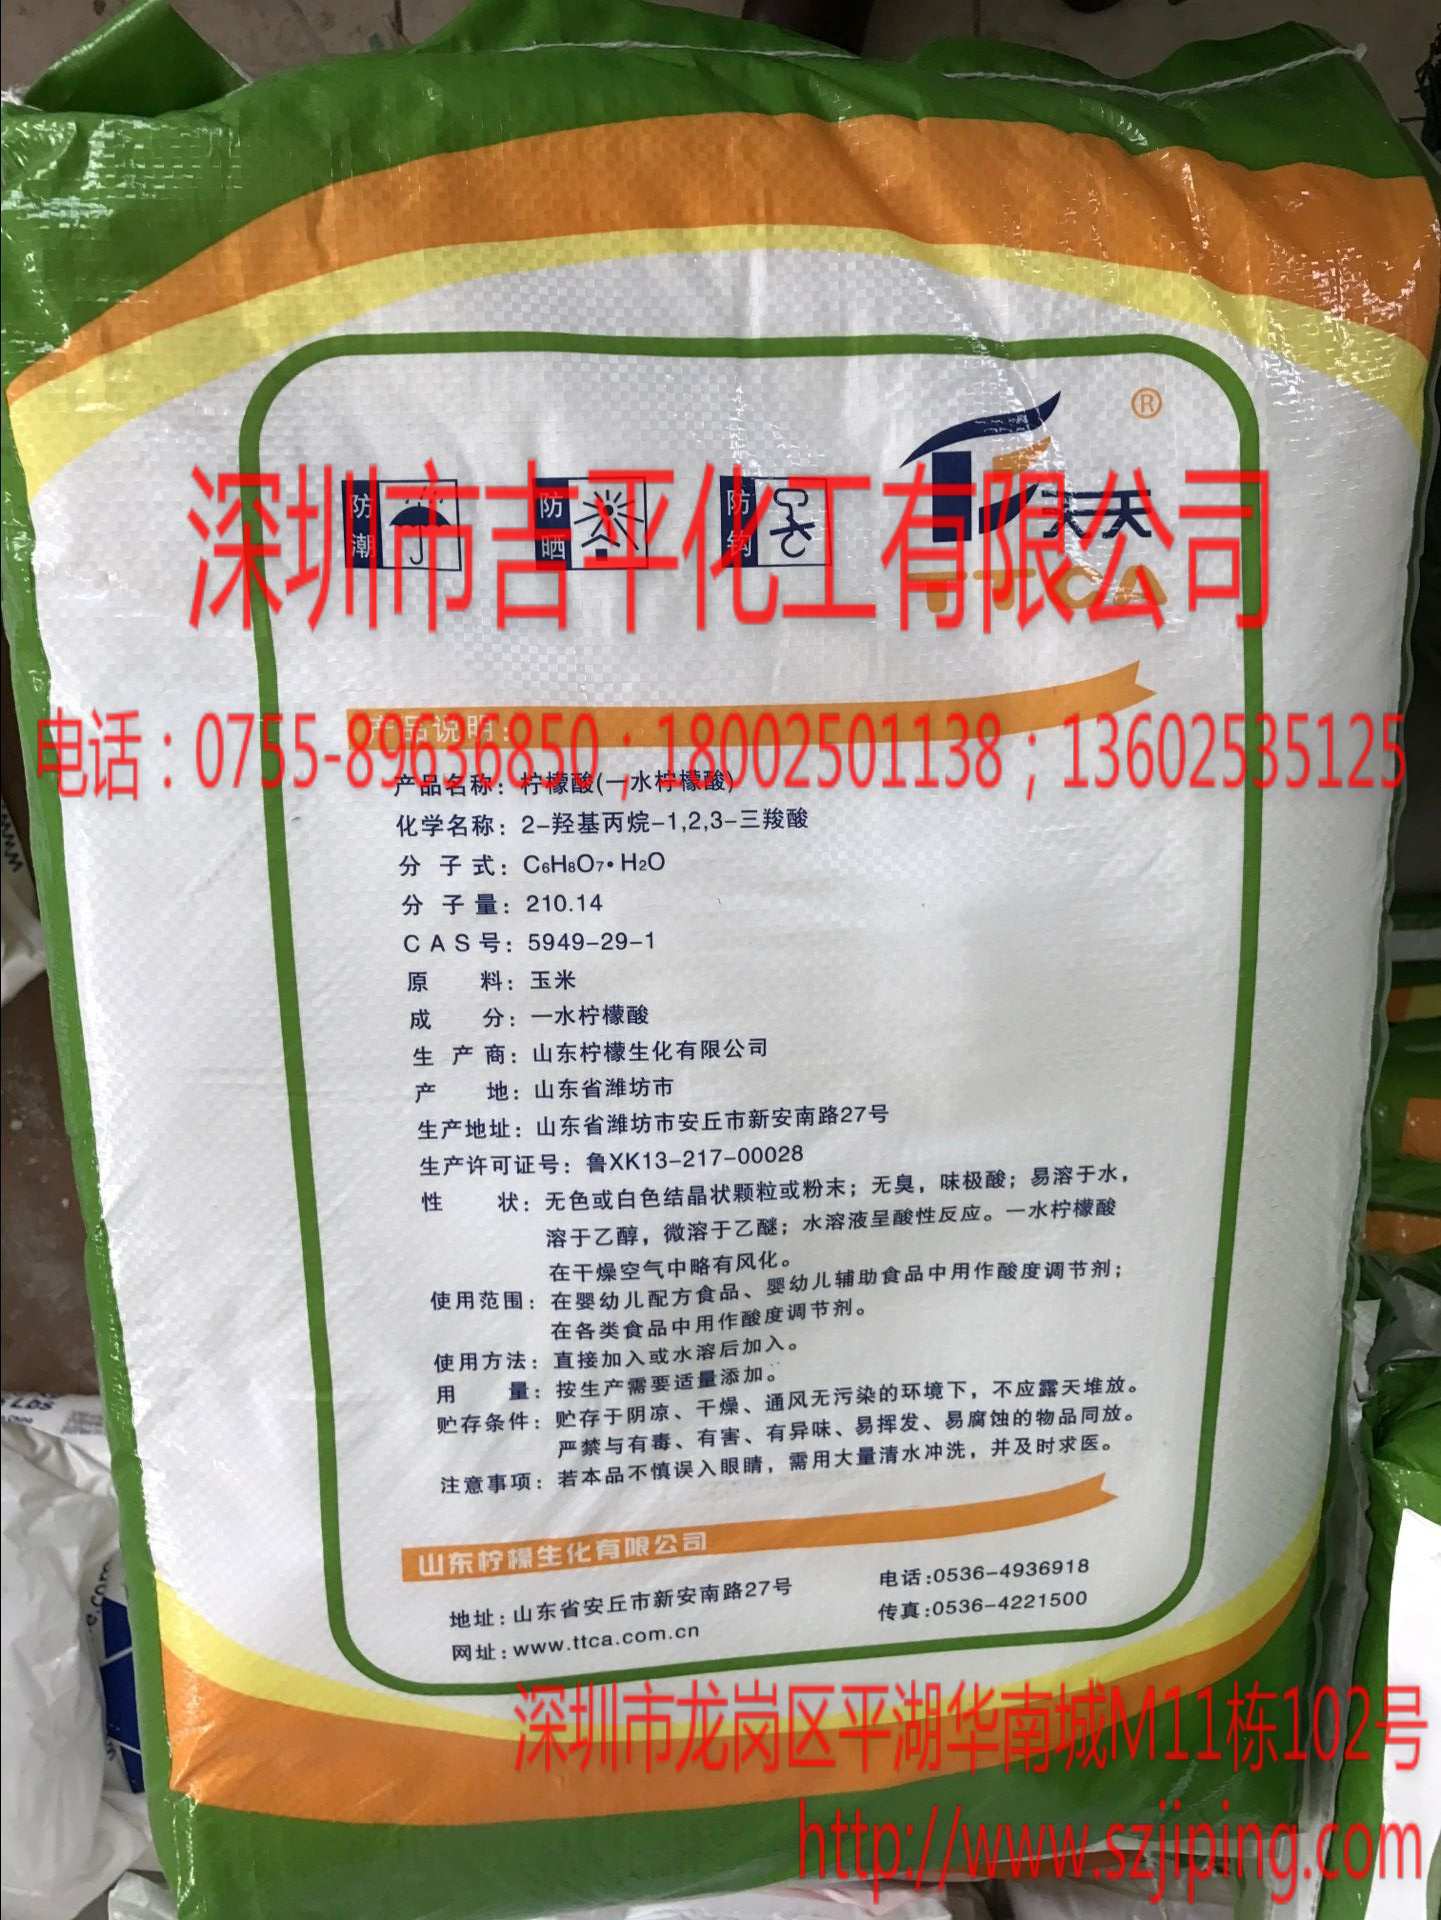 ®
防潮
防晒
防钩
天天
TTCA
深圳市吉平化工有限公司
产品说明:
电话：0755-89636850；18002501138；13602535125
产品名称: 柠檬酸(一水柠檬酸)
化学名称: 2-羟基丙烷-1,2,3-三羧酸
分子式: C6H8O7•H2O
分子量: 210.14
CAS号: 5949-29-1
原料: 玉米
成分: 一水柠檬酸
生产商: 山东柠檬生化有限公司
产地: 山东省潍坊市
生产地址: 山东省潍坊市安丘市新安南路27号
生产许可证号: 鲁XK13-217-00028
性状: 无色或白色结晶状颗粒或粉末；无臭，味极酸；易溶于水，
溶于乙醇，微溶于乙醚；水溶液呈酸性反应。一水柠檬酸
在干燥空气中略有风化。
使用范围: 在婴幼儿配方食品、婴幼儿辅助食品中用作酸度调节剂；
在各类食品中用作酸度调节剂。
使用方法: 直接加入或水溶后加入。
用量: 按生产需要适量添加。
贮存条件: 贮存于阴凉、干燥、通风无污染的环境下，不应露天堆放。
严禁与有毒、有害、有异味、易挥发、易腐蚀的物品同放。
注意事项: 若本品不慎误入眼睛，需用大量清水冲洗，并及时求医。
山东柠檬生化有限公司
地址: 山东省安丘市新安南路27号
电话:0536-4936918
网址: www.ttca.com.cn
传真:0536-4221500
深圳市龙岗区平湖华南城M11栋102号
http://www.szjiping.com